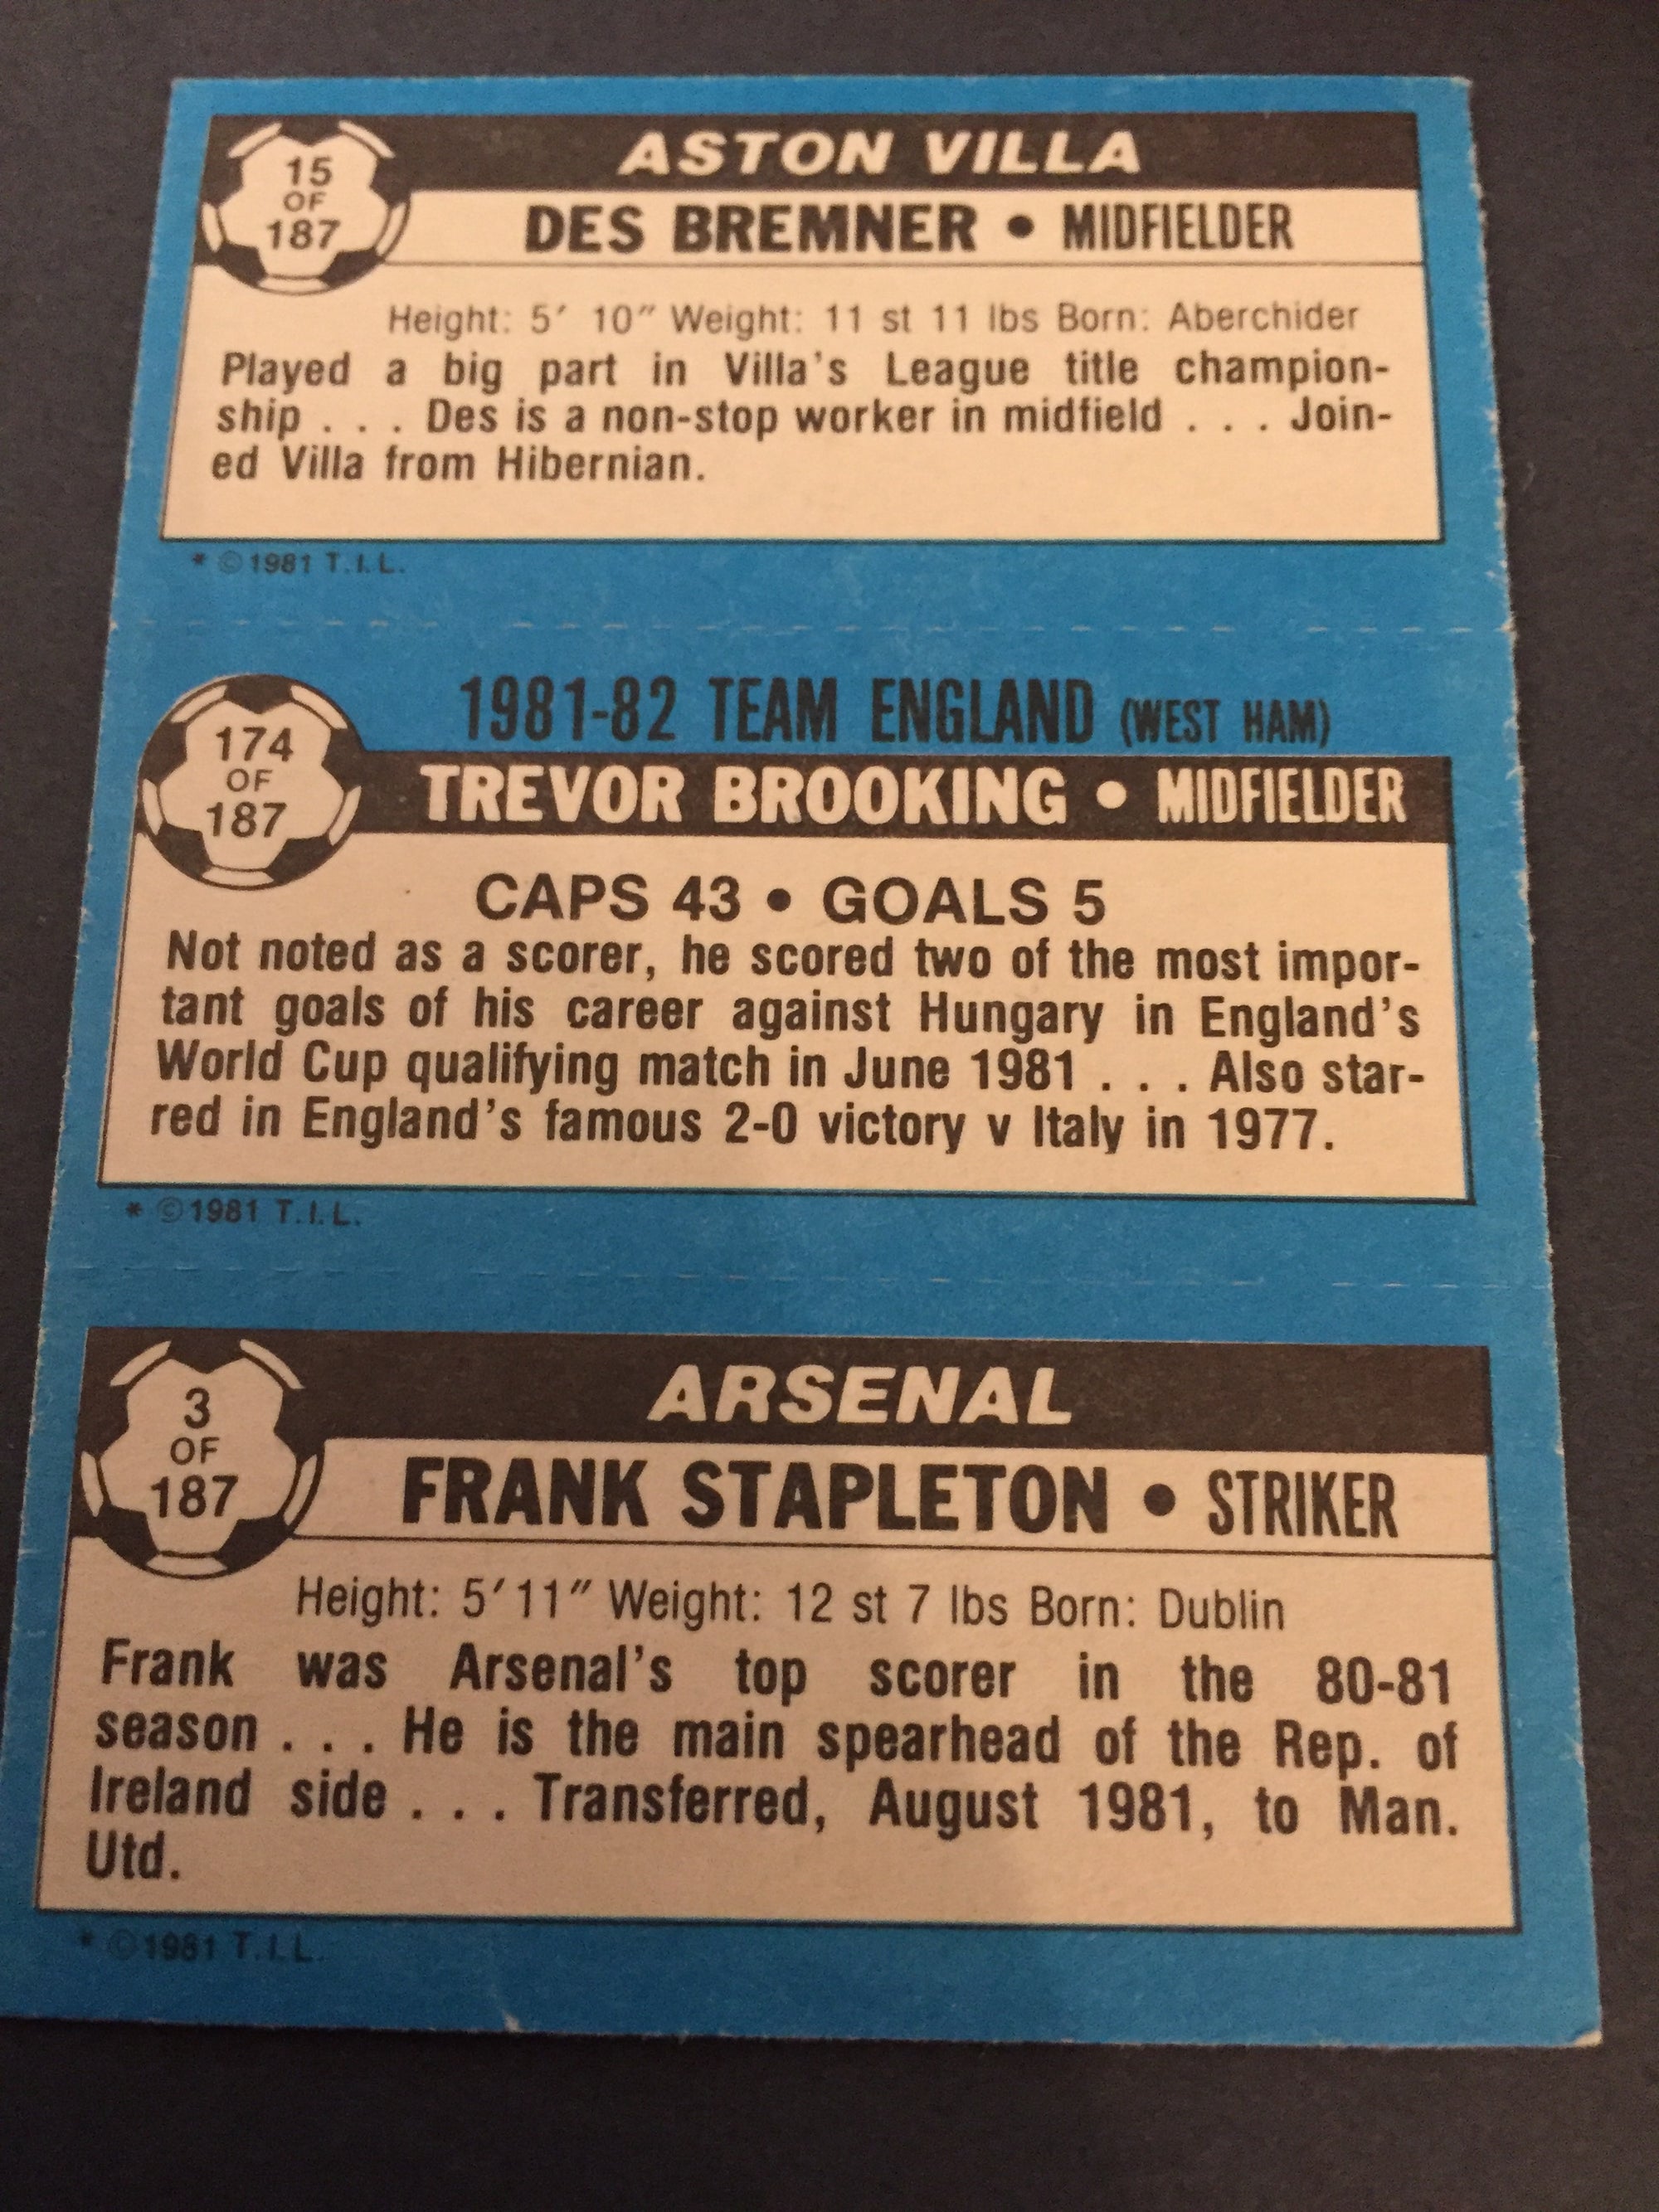 ASTON VILLA
15
OF
187
DES BREMNER • MIDFIELDER
Height: 5' 10" Weight: 11 st 11 lbs Born: Aberchider
Played a big part in Villa's League title champion-
ship . . . Des is a non-stop worker in midfield . . . Join-
ed Villa from Hibernian.
* ©1981 T.I.L.
1981-82 TEAM ENGLAND (WEST HAM)
174
OF
187
TREVOR BROOKING • MIDFIELDER
CAPS 43 • GOALS 5
Not noted as a scorer, he scored two of the most impor-
tant goals of his career against Hungary in England's
World Cup qualifying match in June 1981 . . . Also star-
red in England's famous 2-0 victory v Italy in 1977.
* ©1981 T.I.L.
ARSENAL
3
OF
187
FRANK STAPLETON • STRIKER
Height: 5'11" Weight: 12 st 7 lbs Born: Dublin
Frank was Arsenal's top scorer in the 80-81
season . . . He is the main spearhead of the Rep. of
Ireland side . . . Transferred, August 1981, to Man.
Utd.
* ©1981 T.I.L.